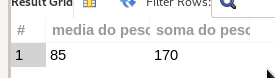 Result Grid Filter Rows:
# media do peso soma do peso
1 85 170